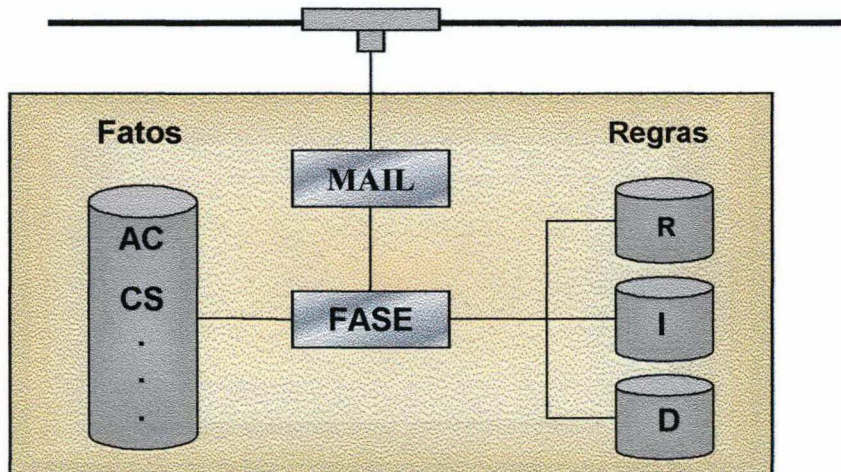 Fatos
Regras
MAIL
AC
CS
.
.
.
FASE
R
I
D